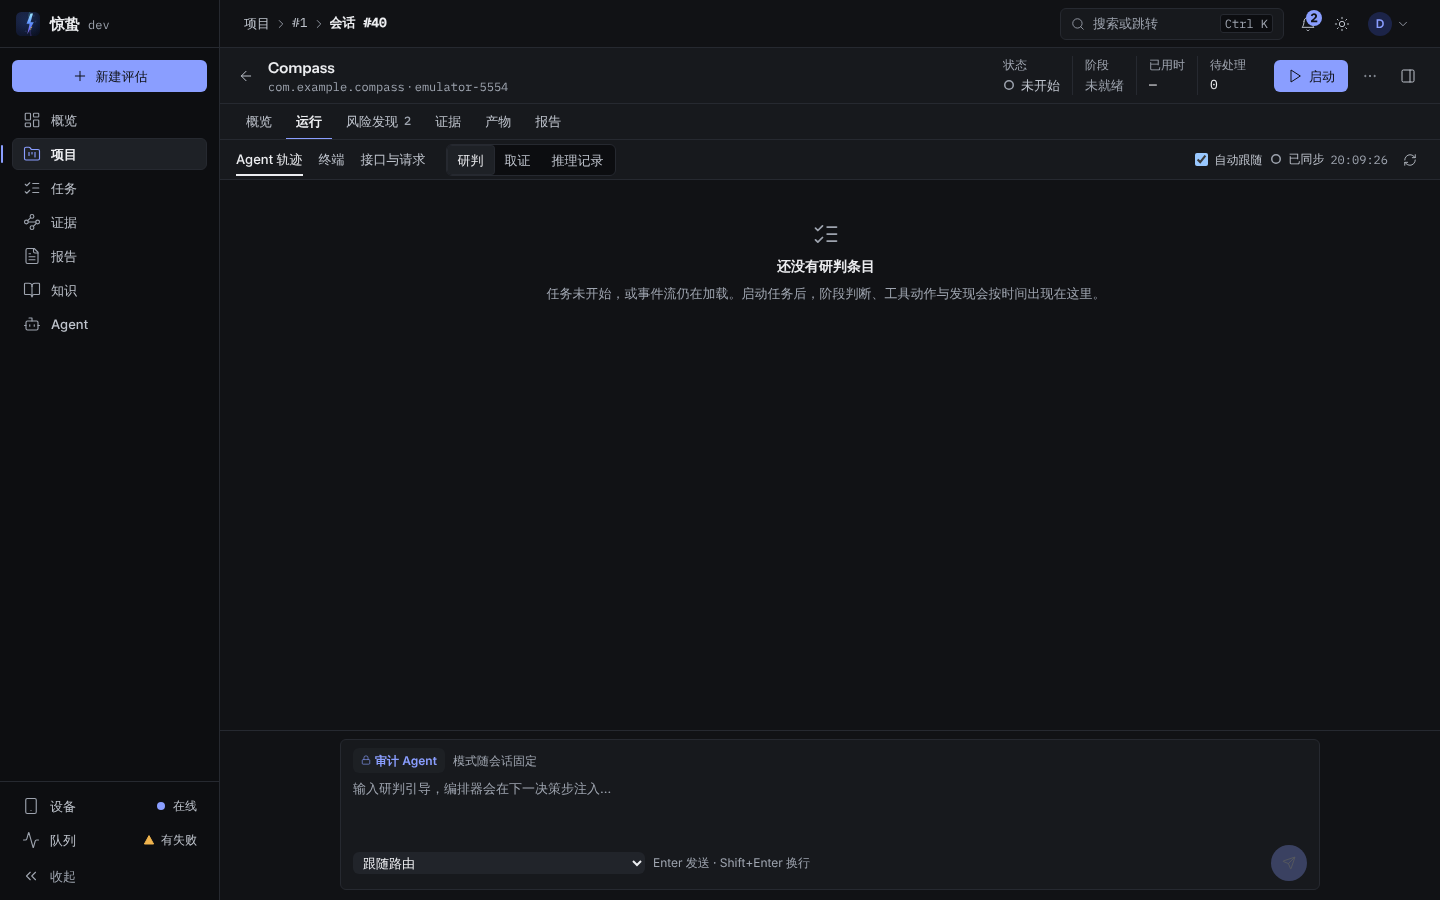 惊蛰 dev
项目 > #1 > 会话 #40
搜索或跳转 Ctrl K
2
D
新建评估
概览
项目
任务
证据
报告
知识
Agent
设备 在线
队列 有失败
收起
Compass
com.example.compass · emulator-5554
状态 阶段 已用时 待处理
未开始 未就绪 – 0
启动
概览 运行 风险发现 2 证据 产物 报告
Agent 轨迹 终端 接口与请求 研判 取证 推理记录
自动跟随 已同步 20:09:26
还没有研判条目
任务未开始，或事件流仍在加载。启动任务后，阶段判断、工具动作与发现会按时间出现在这里。
审计 Agent 模式随会话固定
输入研判引导，编排器会在下一决策步注入...
跟随路由 Enter 发送 · Shift+Enter 换行